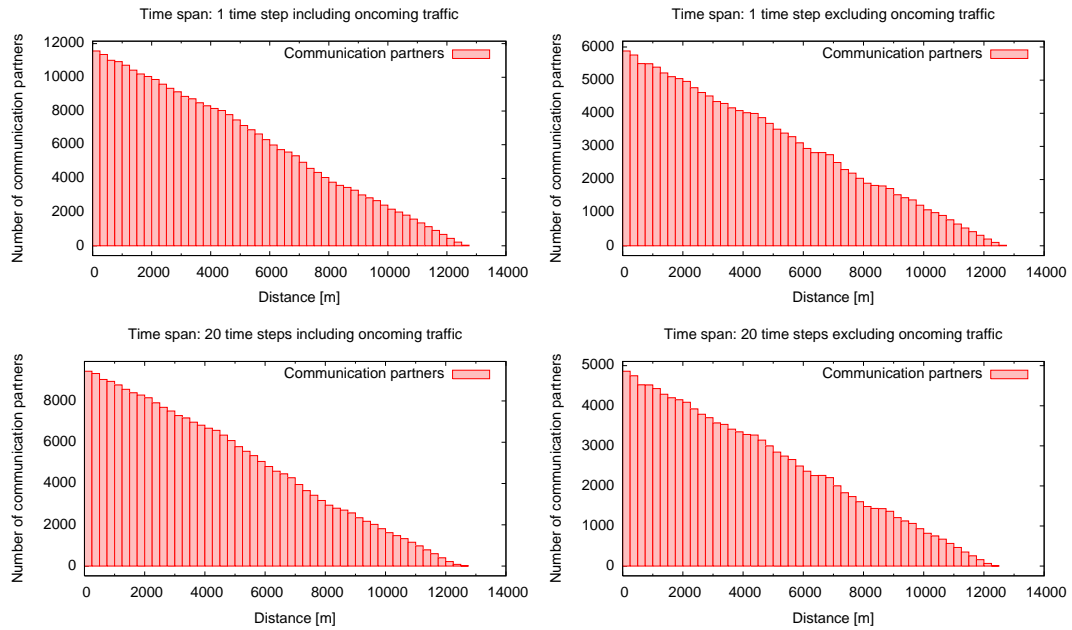 Time span: 1 time step including oncoming traffic
Number of communication partners
12000
10000
8000
6000
4000
2000
0
Communication partners
0 2000 4000 6000 8000 10000 12000 14000
Distance [m]
Time span: 1 time step excluding oncoming traffic
Number of communication partners
6000
5000
4000
3000
2000
1000
0
Communication partners
0 2000 4000 6000 8000 10000 12000 14000
Distance [m]
Time span: 20 time steps including oncoming traffic
Number of communication partners
8000
6000
4000
2000
0
Communication partners
0 2000 4000 6000 8000 10000 12000 14000
Distance [m]
Time span: 20 time steps excluding oncoming traffic
Number of communication partners
5000
4000
3000
2000
1000
0
Communication partners
0 2000 4000 6000 8000 10000 12000 14000
Distance [m]